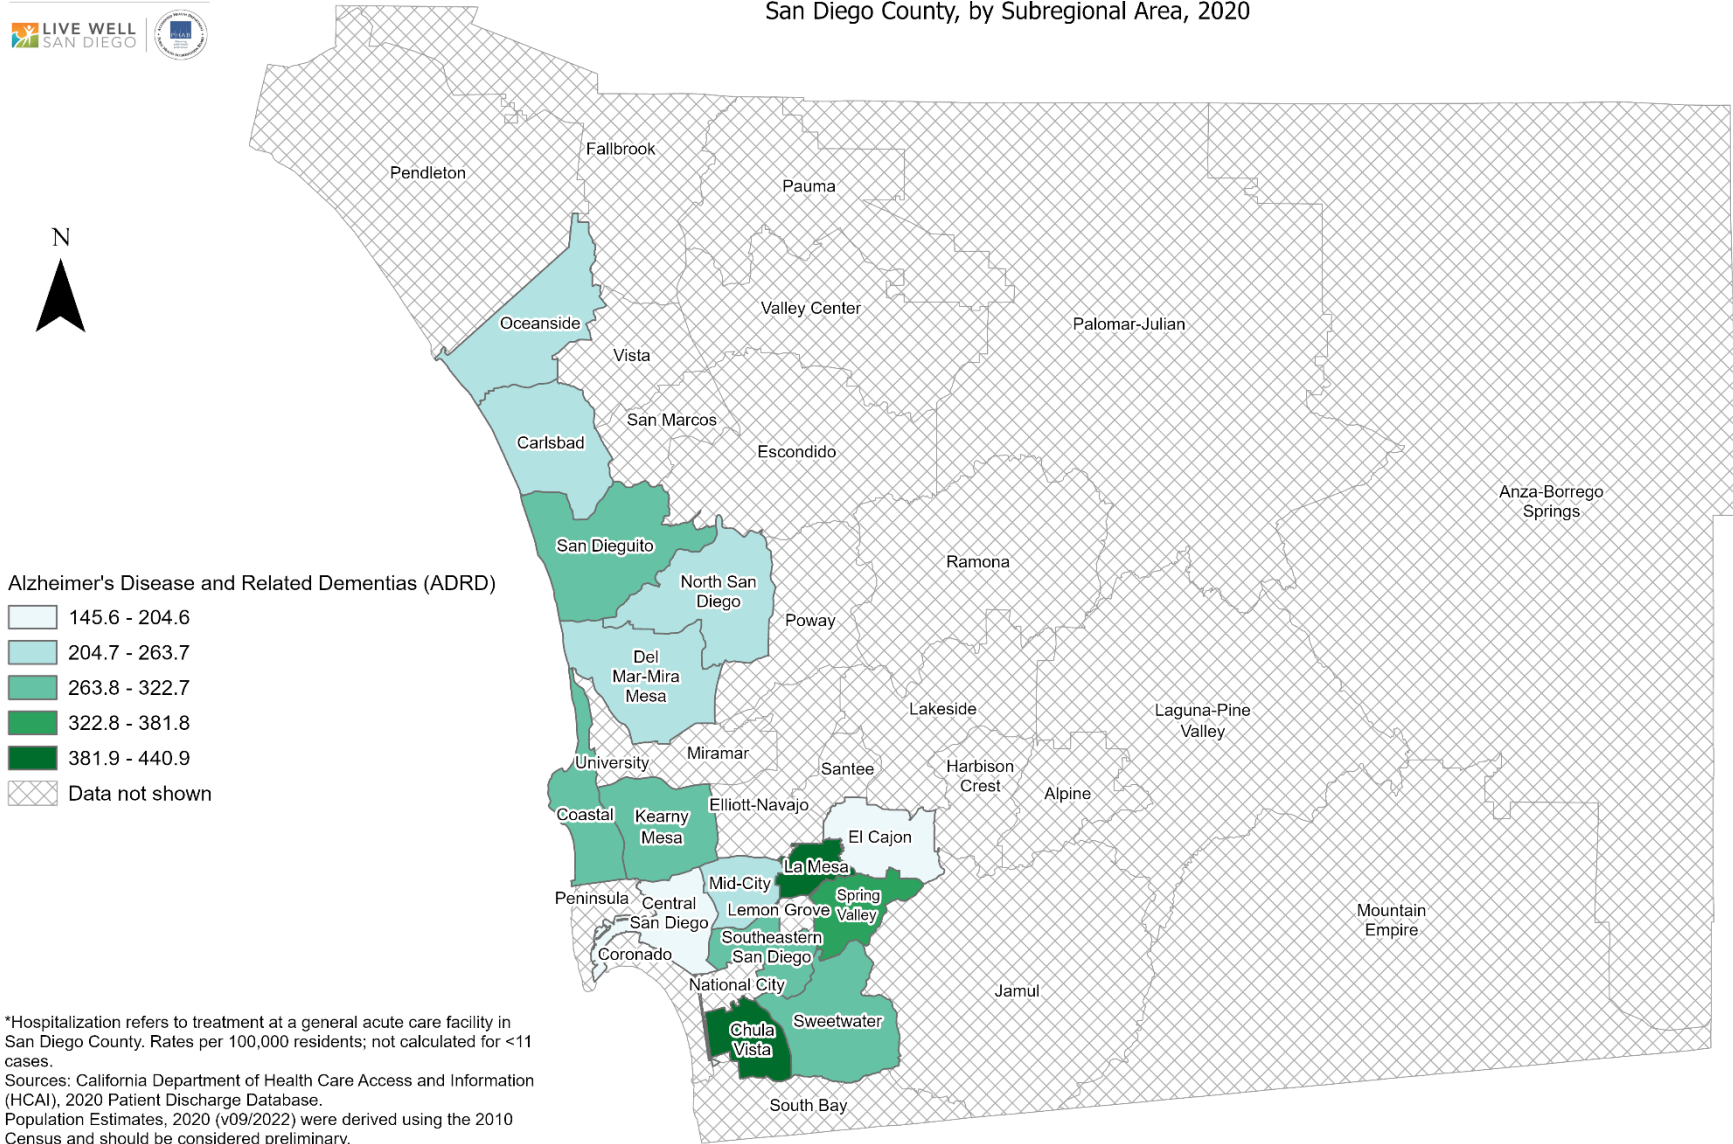 San Diego County, by Subregional Area, 2020
LIVE WELL
SAN DIEGO
PHAB
N
Fallbrook
Pendleton
Pauma
Valley Center
Oceanside
Palomar-Julian
Vista
San Marcos
Carlsbad
Escondido
Anza-Borrego
Springs
San Dieguito
Ramona
North San
Diego
Poway
Del
Mar-Mira
Mesa
Lakeside
Laguna-Pine
Valley
Miramar
University
Santee
Harbison
Crest
Alpine
Elliott-Navajo
Coastal
Kearny
Mesa
El Cajon
La Mesa
Mid-City
Spring
Valley
Peninsula
Central
San Diego
Lemon Grove
Mountain
Empire
Southeastern
San Diego
Coronado
National City
Jamul
Sweetwater
Chula
Vista
South Bay
Alzheimer's Disease and Related Dementias (ADRD)
145.6 - 204.6
204.7 - 263.7
263.8 - 322.7
322.8 - 381.8
381.9 - 440.9
Data not shown
*Hospitalization refers to treatment at a general acute care facility in
San Diego County. Rates per 100,000 residents; not calculated for <11
cases.
Sources: California Department of Health Care Access and Information
(HCAI), 2020 Patient Discharge Database.
Population Estimates, 2020 (v09/2022) were derived using the 2010
Census and should be considered preliminary.